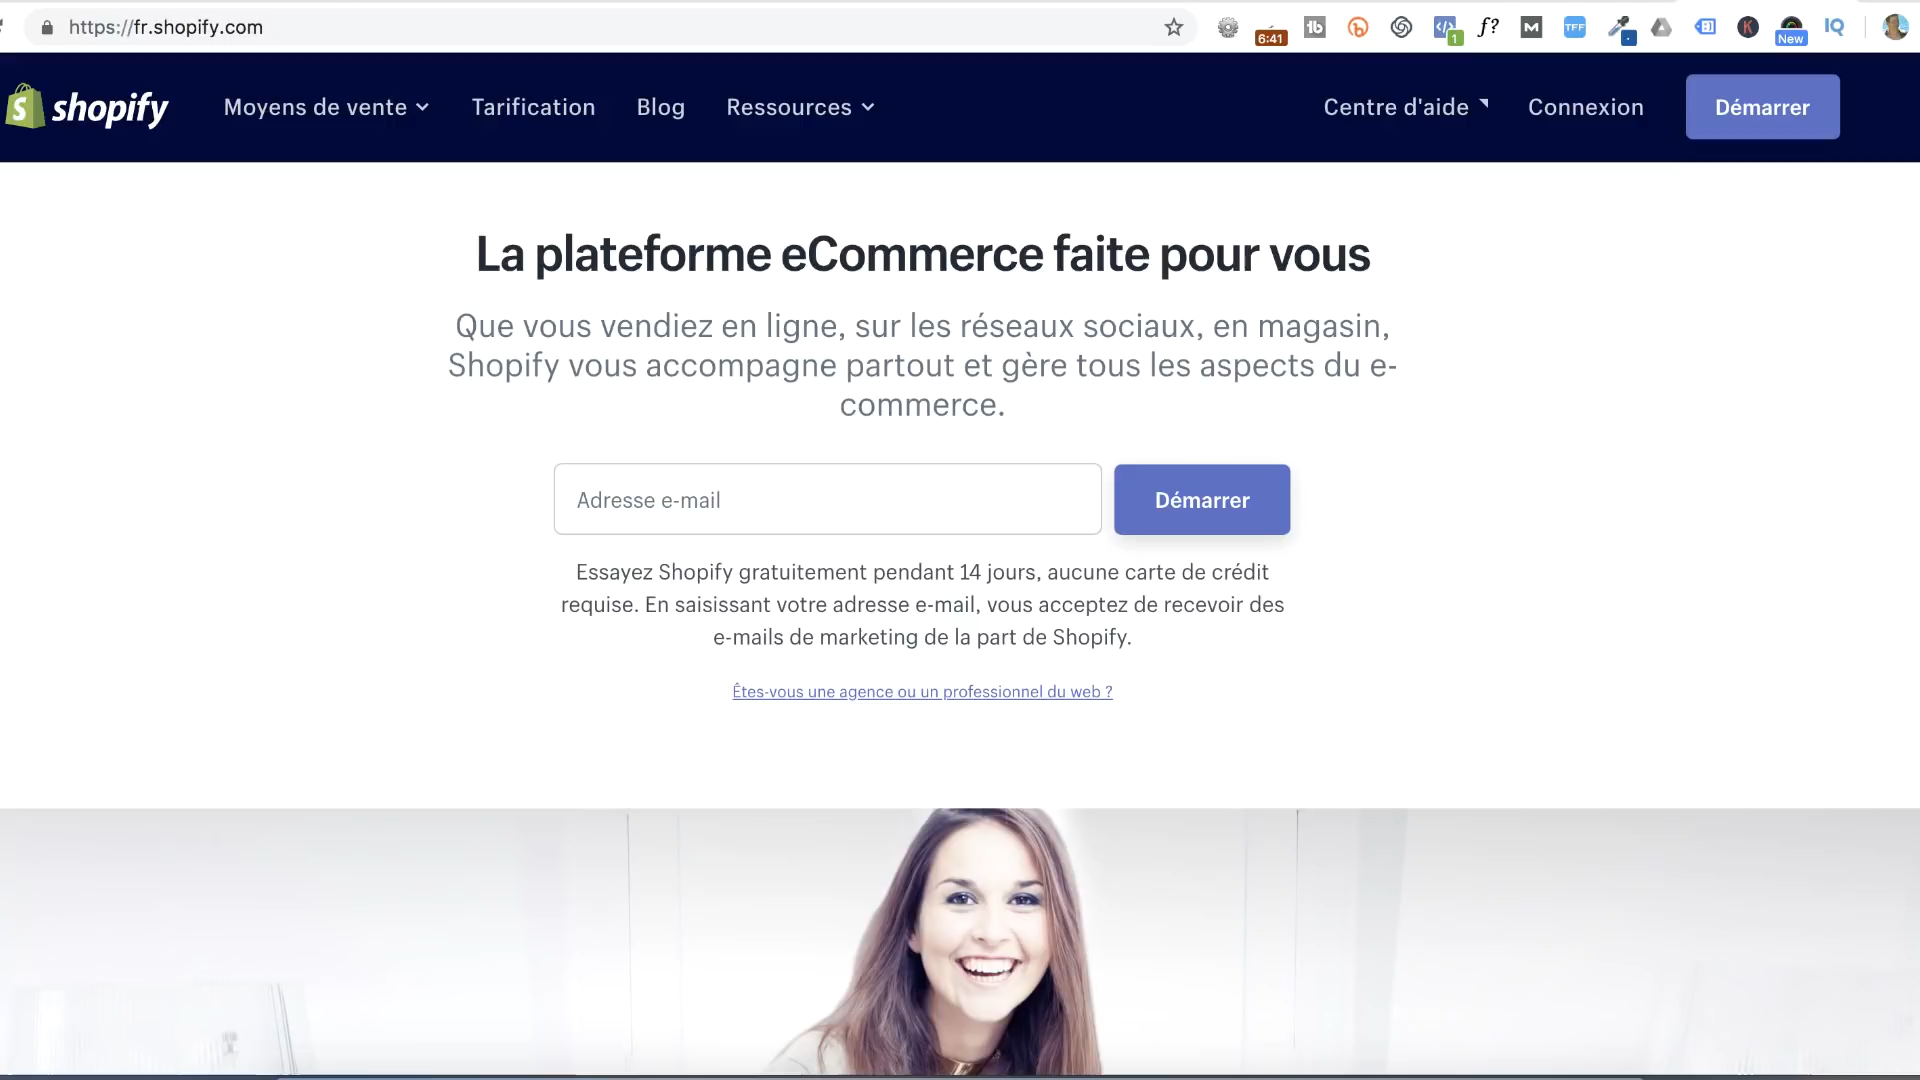 https://fr.shopify.com
6:41
1
f?
M
TFF
K
New
IQ
shopify
Moyens de vente
Tarification
Blog
Ressources
Centre d'aide
Connexion
Démarrer
La plateforme eCommerce faite pour vous
Que vous vendiez en ligne, sur les réseaux sociaux, en magasin,
Shopify vous accompagne partout et gère tous les aspects du e-
commerce.
Adresse e-mail
Démarrer
Essayez Shopify gratuitement pendant 14 jours, aucune carte de crédit
requise. En saisissant votre adresse e-mail, vous acceptez de recevoir des
e-mails de marketing de la part de Shopify.
Êtes-vous une agence ou un professionnel du web ?